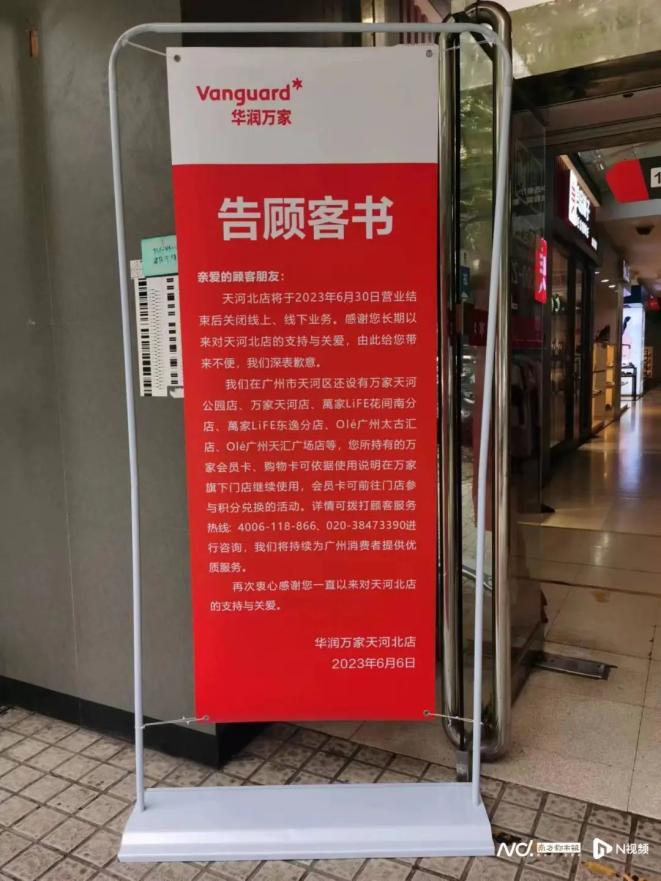 Vanguard
华润万家
告顾客书
亲爱的顾客朋友：
天河北店将于2023年6月30日营业结
束后关闭线上、线下业务。感谢您长期以
来对天河北店的支持与关爱，由此给您带
来不便，我们深表歉意。
我们在广州市天河区还设有万家天河
公园店、万家天河店、萬家LiFE花间南分
店、萬家LiFE东逸分店、Olé广州太古汇
店、Olé广州天汇广场店等，您所持有的万
家会员卡、购物卡可依据使用说明在万家
旗下门店继续使用，会员卡可前往门店参
与积分兑换的活动。详情可拨打顾客服务
热线: 4006-118-866、020-38473390进
行咨询，我们将持续为广州消费者提供优
质服务。
再次衷心感谢您一直以来对天河北店
的支持与关爱。
华润万家天河北店
2023年6月6日
1
N视频
南方都市报